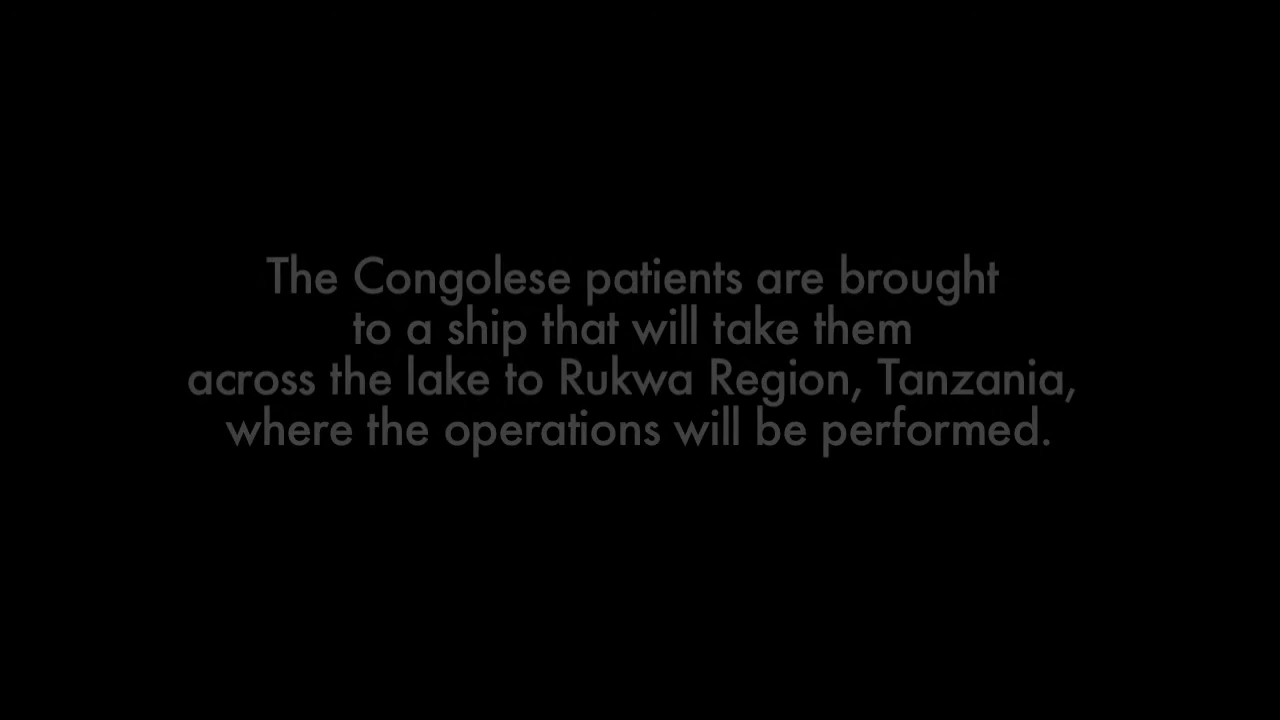 The Congolese patients are brought
to a ship that will take them
across the lake to Rukwa Region, Tanzania,
where the operations will be performed.